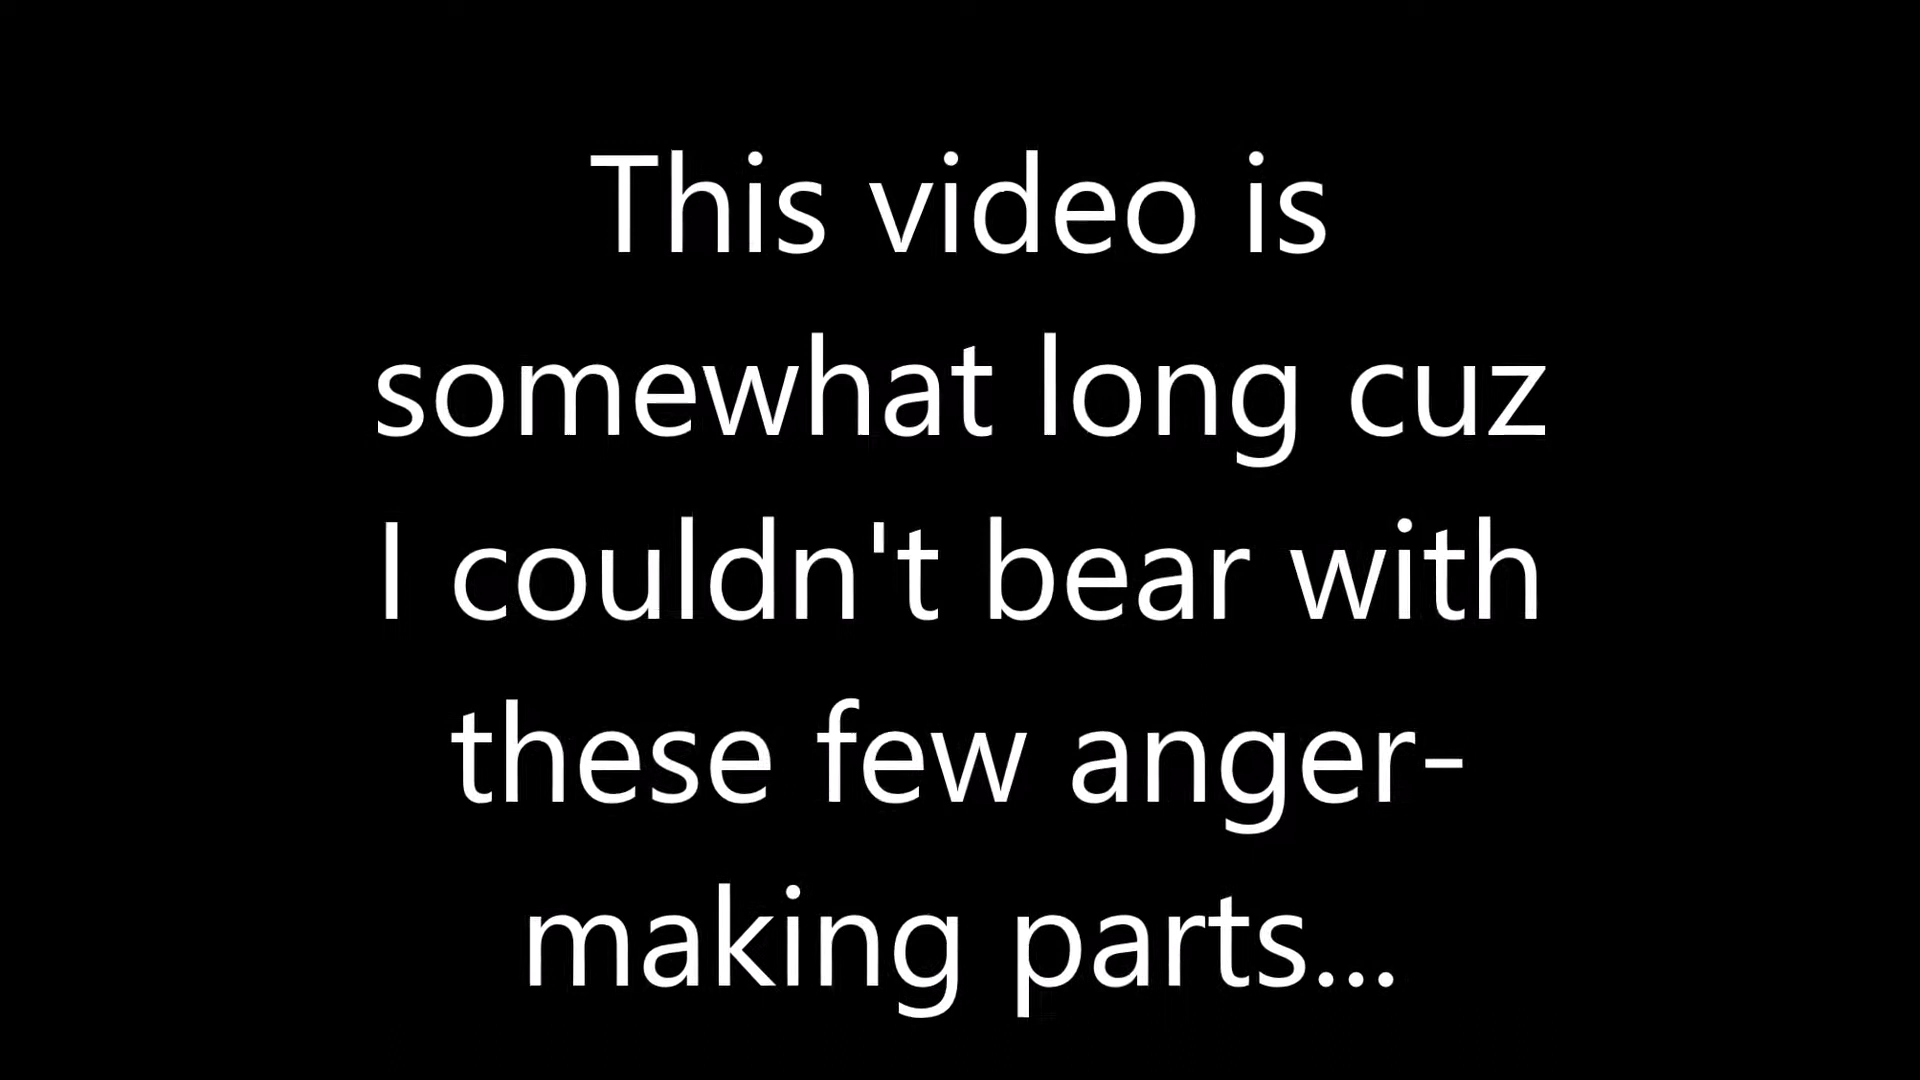 This video is
somewhat long cuz
I couldn't bear with
these few anger-
making parts...